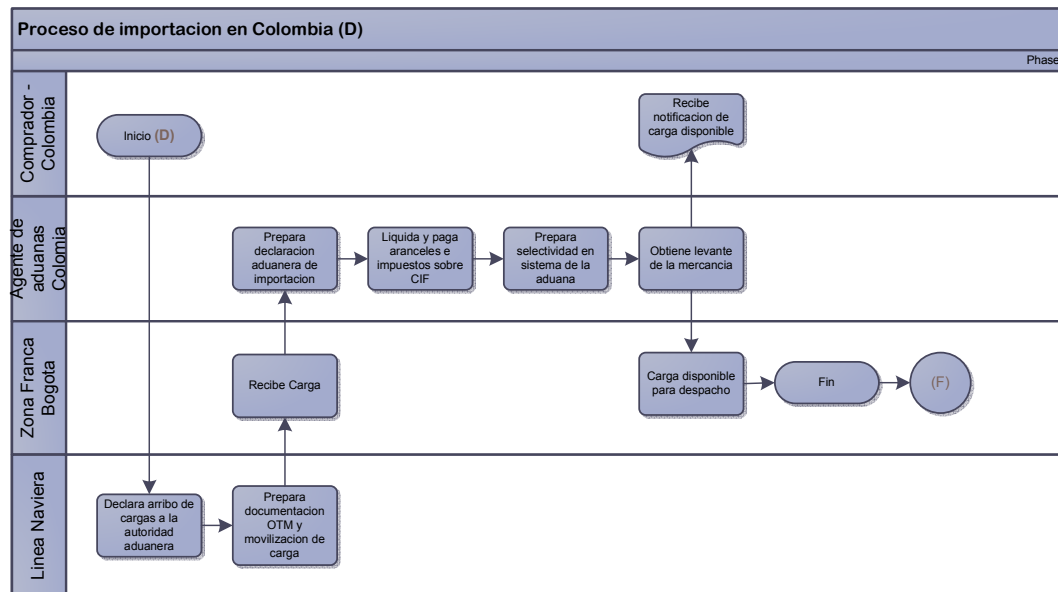 Proceso de importacion en Colombia (D)
Phase
Comprador -
Colombia
Inicio (D)
Recibe
notificacion de
carga disponible
Agente de
aduanas
Colomia
Prepara
declaracion
aduanera de
importacion
Liquida y paga
aranceles e
impuestos sobre
CIF
Prepara
selectividad en
sistema de la
aduana
Obtiene levante
de la mercancia
Zona Franca
Bogota
Recibe Carga
Carga disponible
para despacho
Fin
(F)
Linea Naviera
Declara arribo de
cargas a la
autoridad
aduanera
Prepara
documentacion
OTM y
movilizacion de
carga